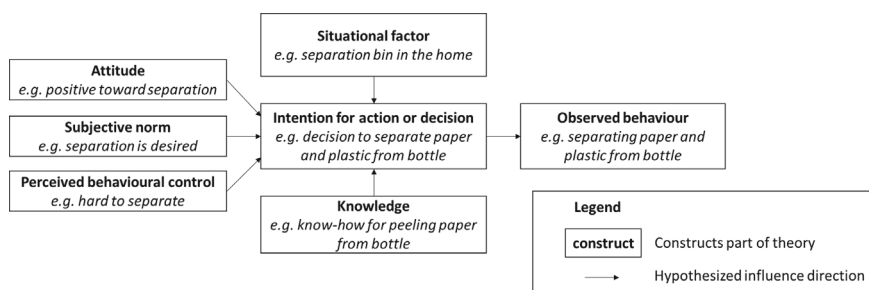 Situational factor
e.g. separation bin in the home
Attitude
e.g. positive toward separation
Subjective norm
e.g. separation is desired
Perceived behavioural control
e.g. hard to separate
Intention for action or decision
e.g. decision to separate paper
and plastic from bottle
Observed behaviour
e.g. separating paper and
plastic from bottle
Knowledge
e.g. know-how for peeling paper
from bottle
Legend
construct Constructs part of theory
Hypothesized influence direction